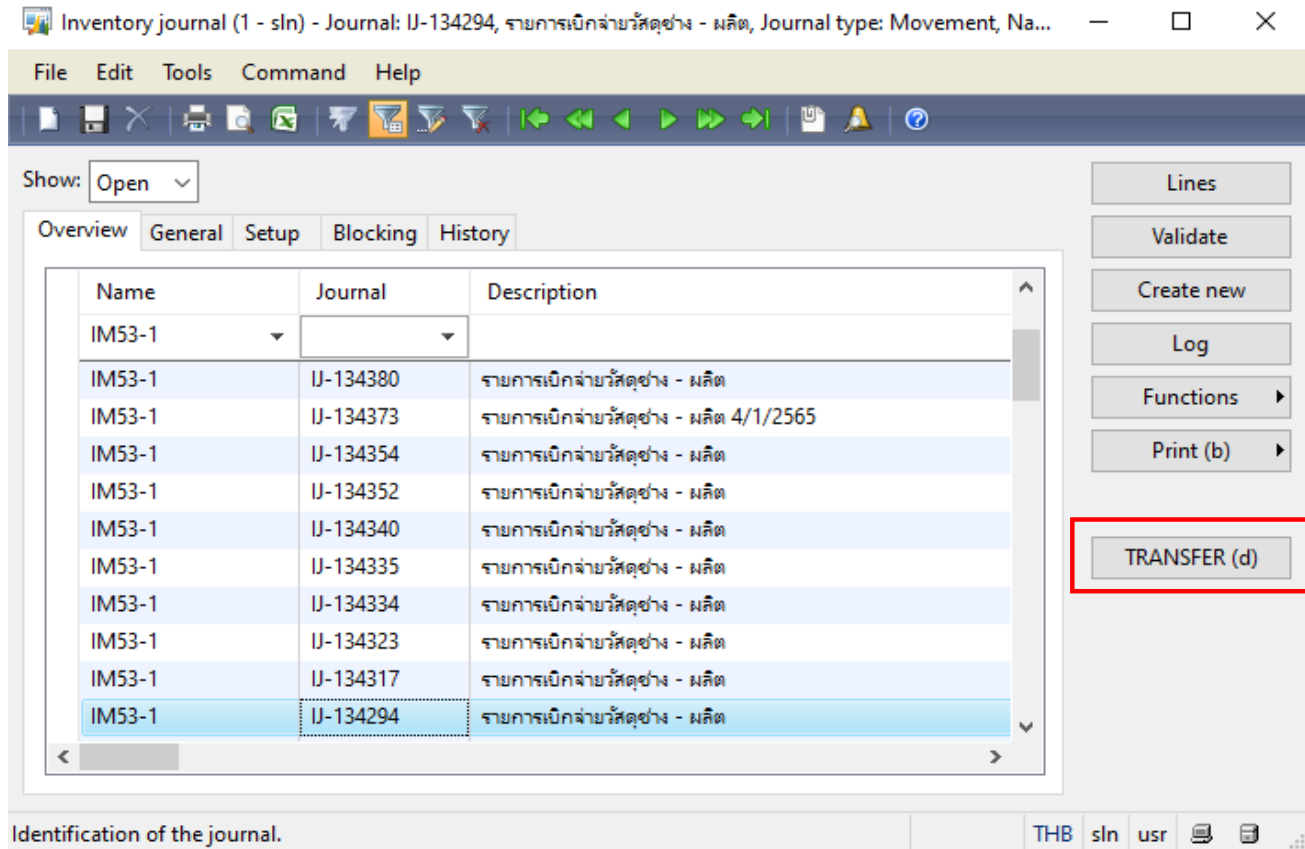 Inventory journal (1 - sln) - Journal: IJ-134294, รายการเบิกจ่ายวัสดุช่าง - ผลิต, Journal type: Movement, Na...
File Edit Tools Command Help
Show: Open
Lines
Overview General Setup Blocking History
Validate
Name Journal Description
Create new
IM53-1
Log
IM53-1 IJ-134380 รายการเบิกจ่ายวัสดุช่าง - ผลิต
Functions
IM53-1 IJ-134373 รายการเบิกจ่ายวัสดุช่าง - ผลิต 4/1/2565
Print (b)
IM53-1 IJ-134354 รายการเบิกจ่ายวัสดุช่าง - ผลิต
IM53-1 IJ-134352 รายการเบิกจ่ายวัสดุช่าง - ผลิต
IM53-1 IJ-134340 รายการเบิกจ่ายวัสดุช่าง - ผลิต
TRANSFER (d)
IM53-1 IJ-134335 รายการเบิกจ่ายวัสดุช่าง - ผลิต
IM53-1 IJ-134334 รายการเบิกจ่ายวัสดุช่าง - ผลิต
IM53-1 IJ-134323 รายการเบิกจ่ายวัสดุช่าง - ผลิต
IM53-1 IJ-134317 รายการเบิกจ่ายวัสดุช่าง - ผลิต
IM53-1 IJ-134294 รายการเบิกจ่ายวัสดุช่าง - ผลิต
Identification of the journal. THB sln usr